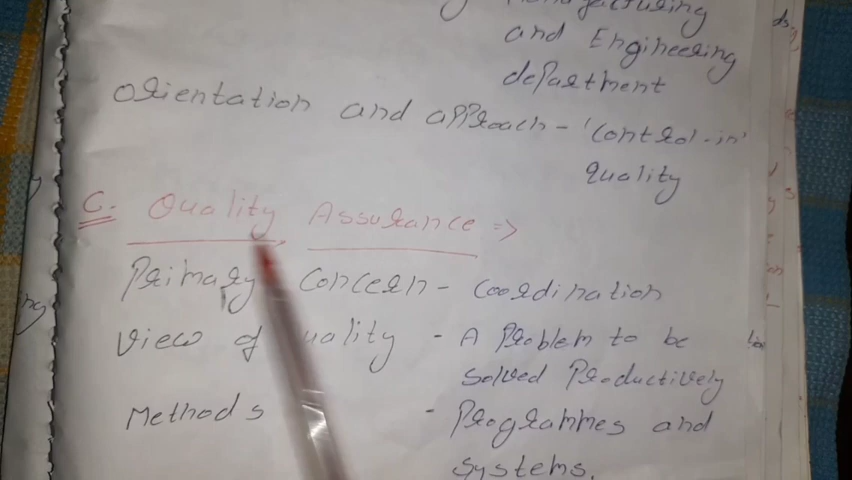 Manufacturing
and Engineering
department
Orientation and approach - 'control-in'
quality
C. Quality Assurance =>
Primary Concern - Coordination
View of quality - A Problem to be
solved Productively
Methods - Programmes and
systems.